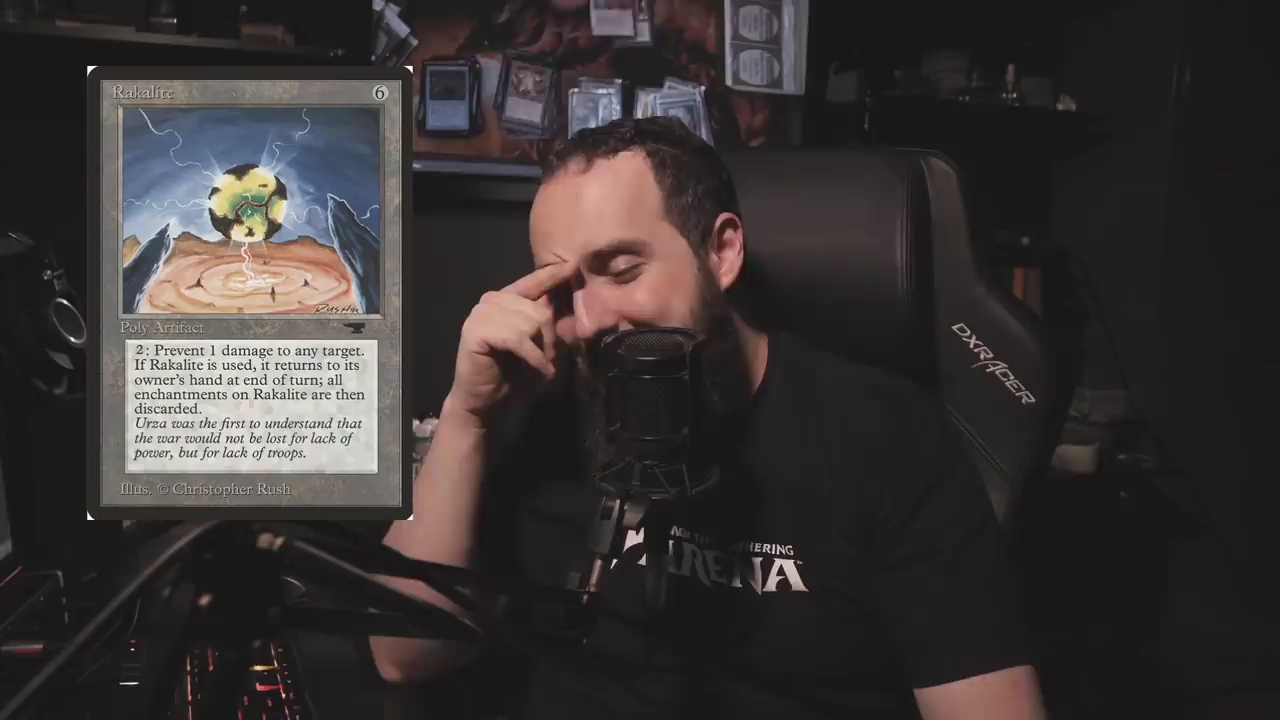 Rakalite 6
RUSH
Poly Artifact
2: Prevent 1 damage to any target.
If Rakalite is used, it returns to its
owner's hand at end of turn; all
enchantments on Rakalite are then
discarded.
Urza was the first to understand that
the war would not be lost for lack of
power, but for lack of troops.
Illus. © Christopher Rush
DXRACER
THE GATHERING
ARENA